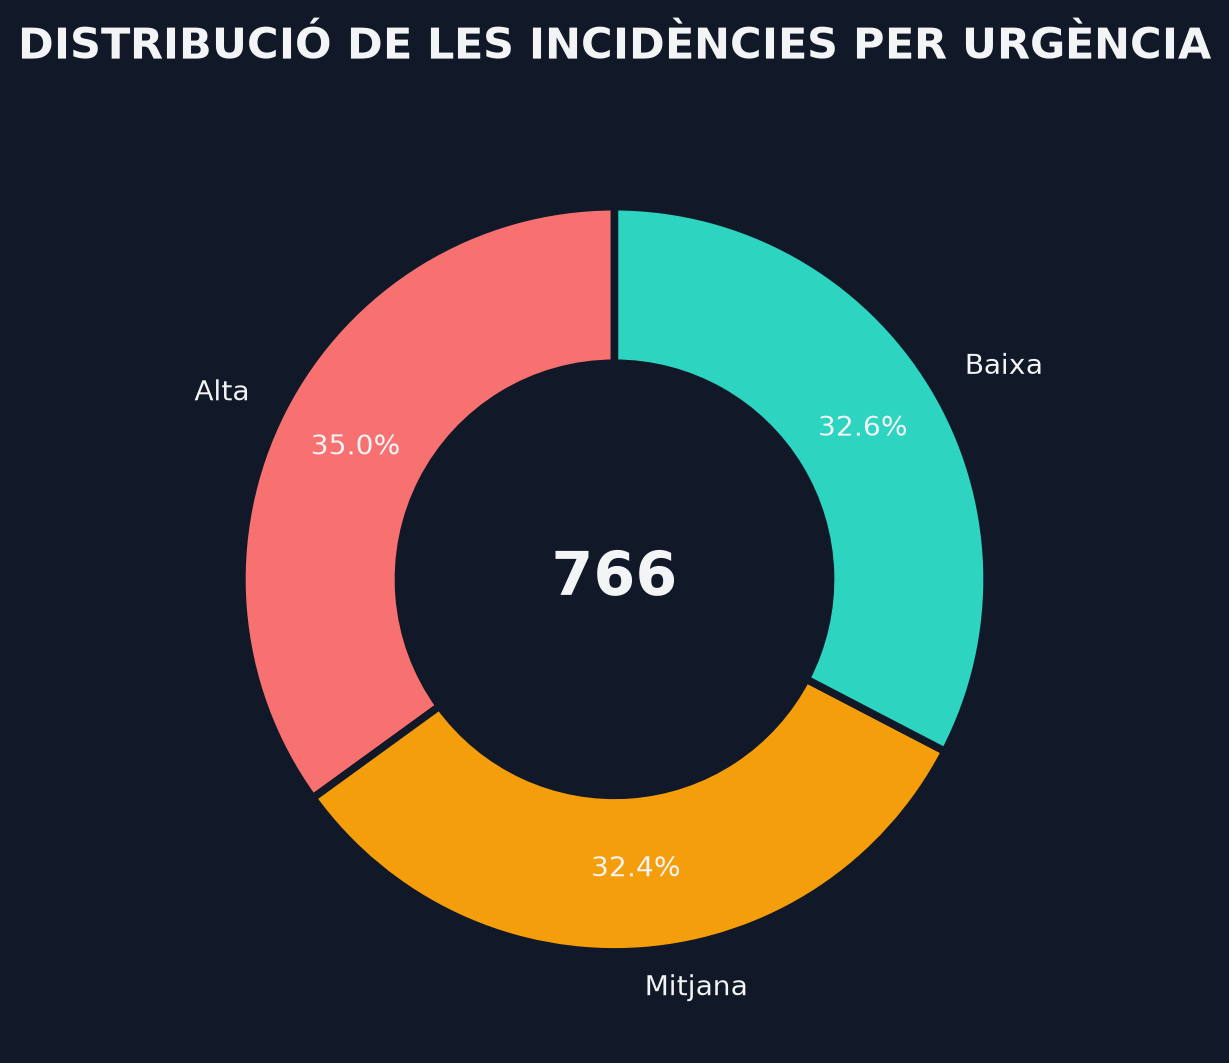 DISTRIBUCIÓ DE LES INCIDÈNCIES PER URGÈNCIA
Baixa
Alta
32.6%
35.0%
766
32.4%
Mitjana